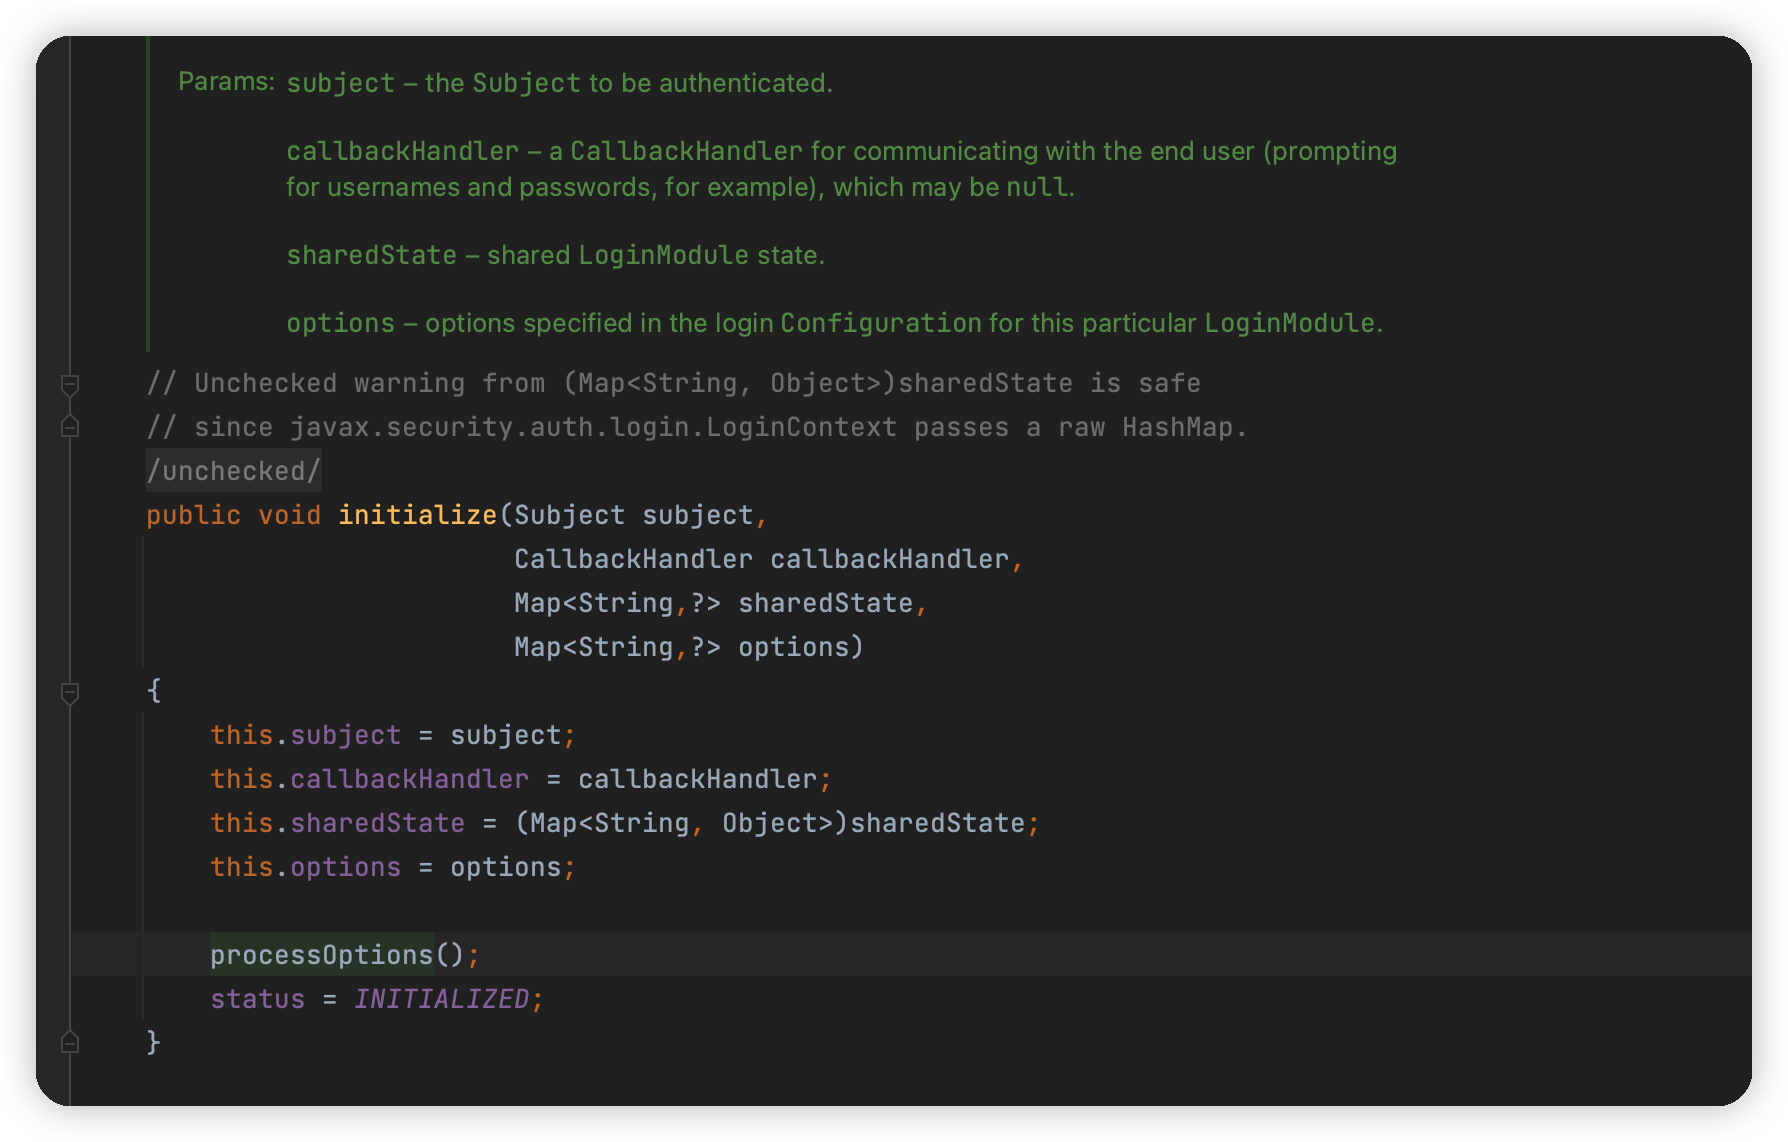 Params: subject – the Subject to be authenticated.
callbackHandler – a CallbackHandler for communicating with the end user (prompting
for usernames and passwords, for example), which may be null.
sharedState – shared LoginModule state.
options – options specified in the login Configuration for this particular LoginModule.
// Unchecked warning from (Map<String, Object>)sharedState is safe
// since javax.security.auth.login.LoginContext passes a raw HashMap.
/unchecked/
public void initialize(Subject subject,
CallbackHandler callbackHandler,
Map<String,?> sharedState,
Map<String,?> options)
{
this.subject = subject;
this.callbackHandler = callbackHandler;
this.sharedState = (Map<String, Object>)sharedState;
this.options = options;
processOptions();
status = INITIALIZED;
}